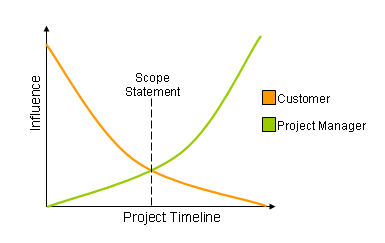 Scope
Statement
Influence
Customer
Project Manager
Project Timeline